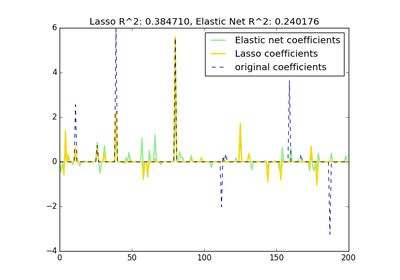 Lasso R^2: 0.384710, Elastic Net R^2: 0.240176
6
4
2
0
−2
−4
0
50
100
150
200
Elastic net coefficients
Lasso coefficients
original coefficients